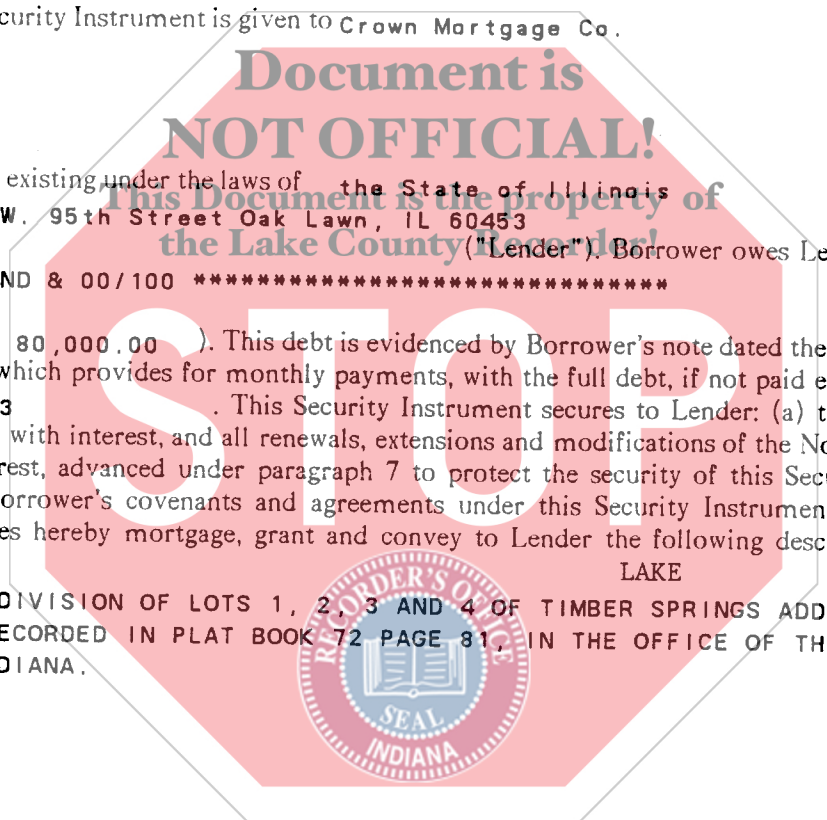 curity Instrument is given to Crown Mortgage Co.
Document is
NOT OFFICIAL!
existing under the laws of the State of Illinois
This Document is the property of
W. 95th Street Oak Lawn, IL 60453
the Lake County Recorder!
("Lender"). Borrower owes Le
ND & 00/100 ********************************
80,000.00 ). This debt is evidenced by Borrower's note dated the
which provides for monthly payments, with the full debt, if not paid e
3 . This Security Instrument secures to Lender: (a) t
with interest, and all renewals, extensions and modifications of the No
rest, advanced under paragraph 7 to protect the security of this Secu
orrower's covenants and agreements under this Security Instrumen
es hereby mortgage, grant and convey to Lender the following desc
STOP
LAKE
DIVISION OF LOTS 1, 2, 3 AND 4 OF TIMBER SPRINGS ADD
ECORDED IN PLAT BOOK 72 PAGE 81, IN THE OFFICE OF TH
DIANA.
RECORDER'S OFFICE
SEAL
INDIANA